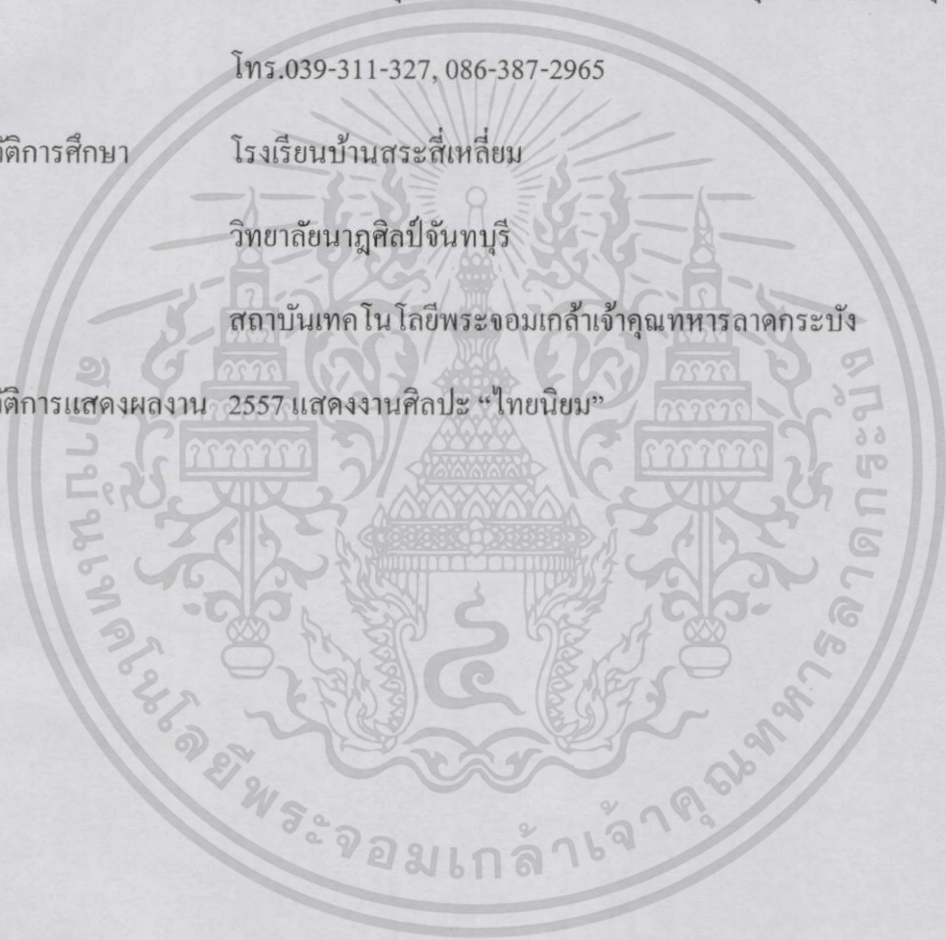 โทร.039-311-327, 086-387-2965
วัติการศึกษา โรงเรียนบ้านสระสี่เหลี่ยม
วิทยาลัยนาฎศิลป์จันทบุรี
สถาบันเทคโนโลยีพระจอมเกล้าเจ้าคุณทหารลาดกระบัง
วัติการแสดงผลงาน 2557 แสดงงานศิลปะ “ไทยนิยม”
สถาบันเทคโนโลยีพระจอมเกล้าเจ้าคุณทหารลาดกระบัง
๔